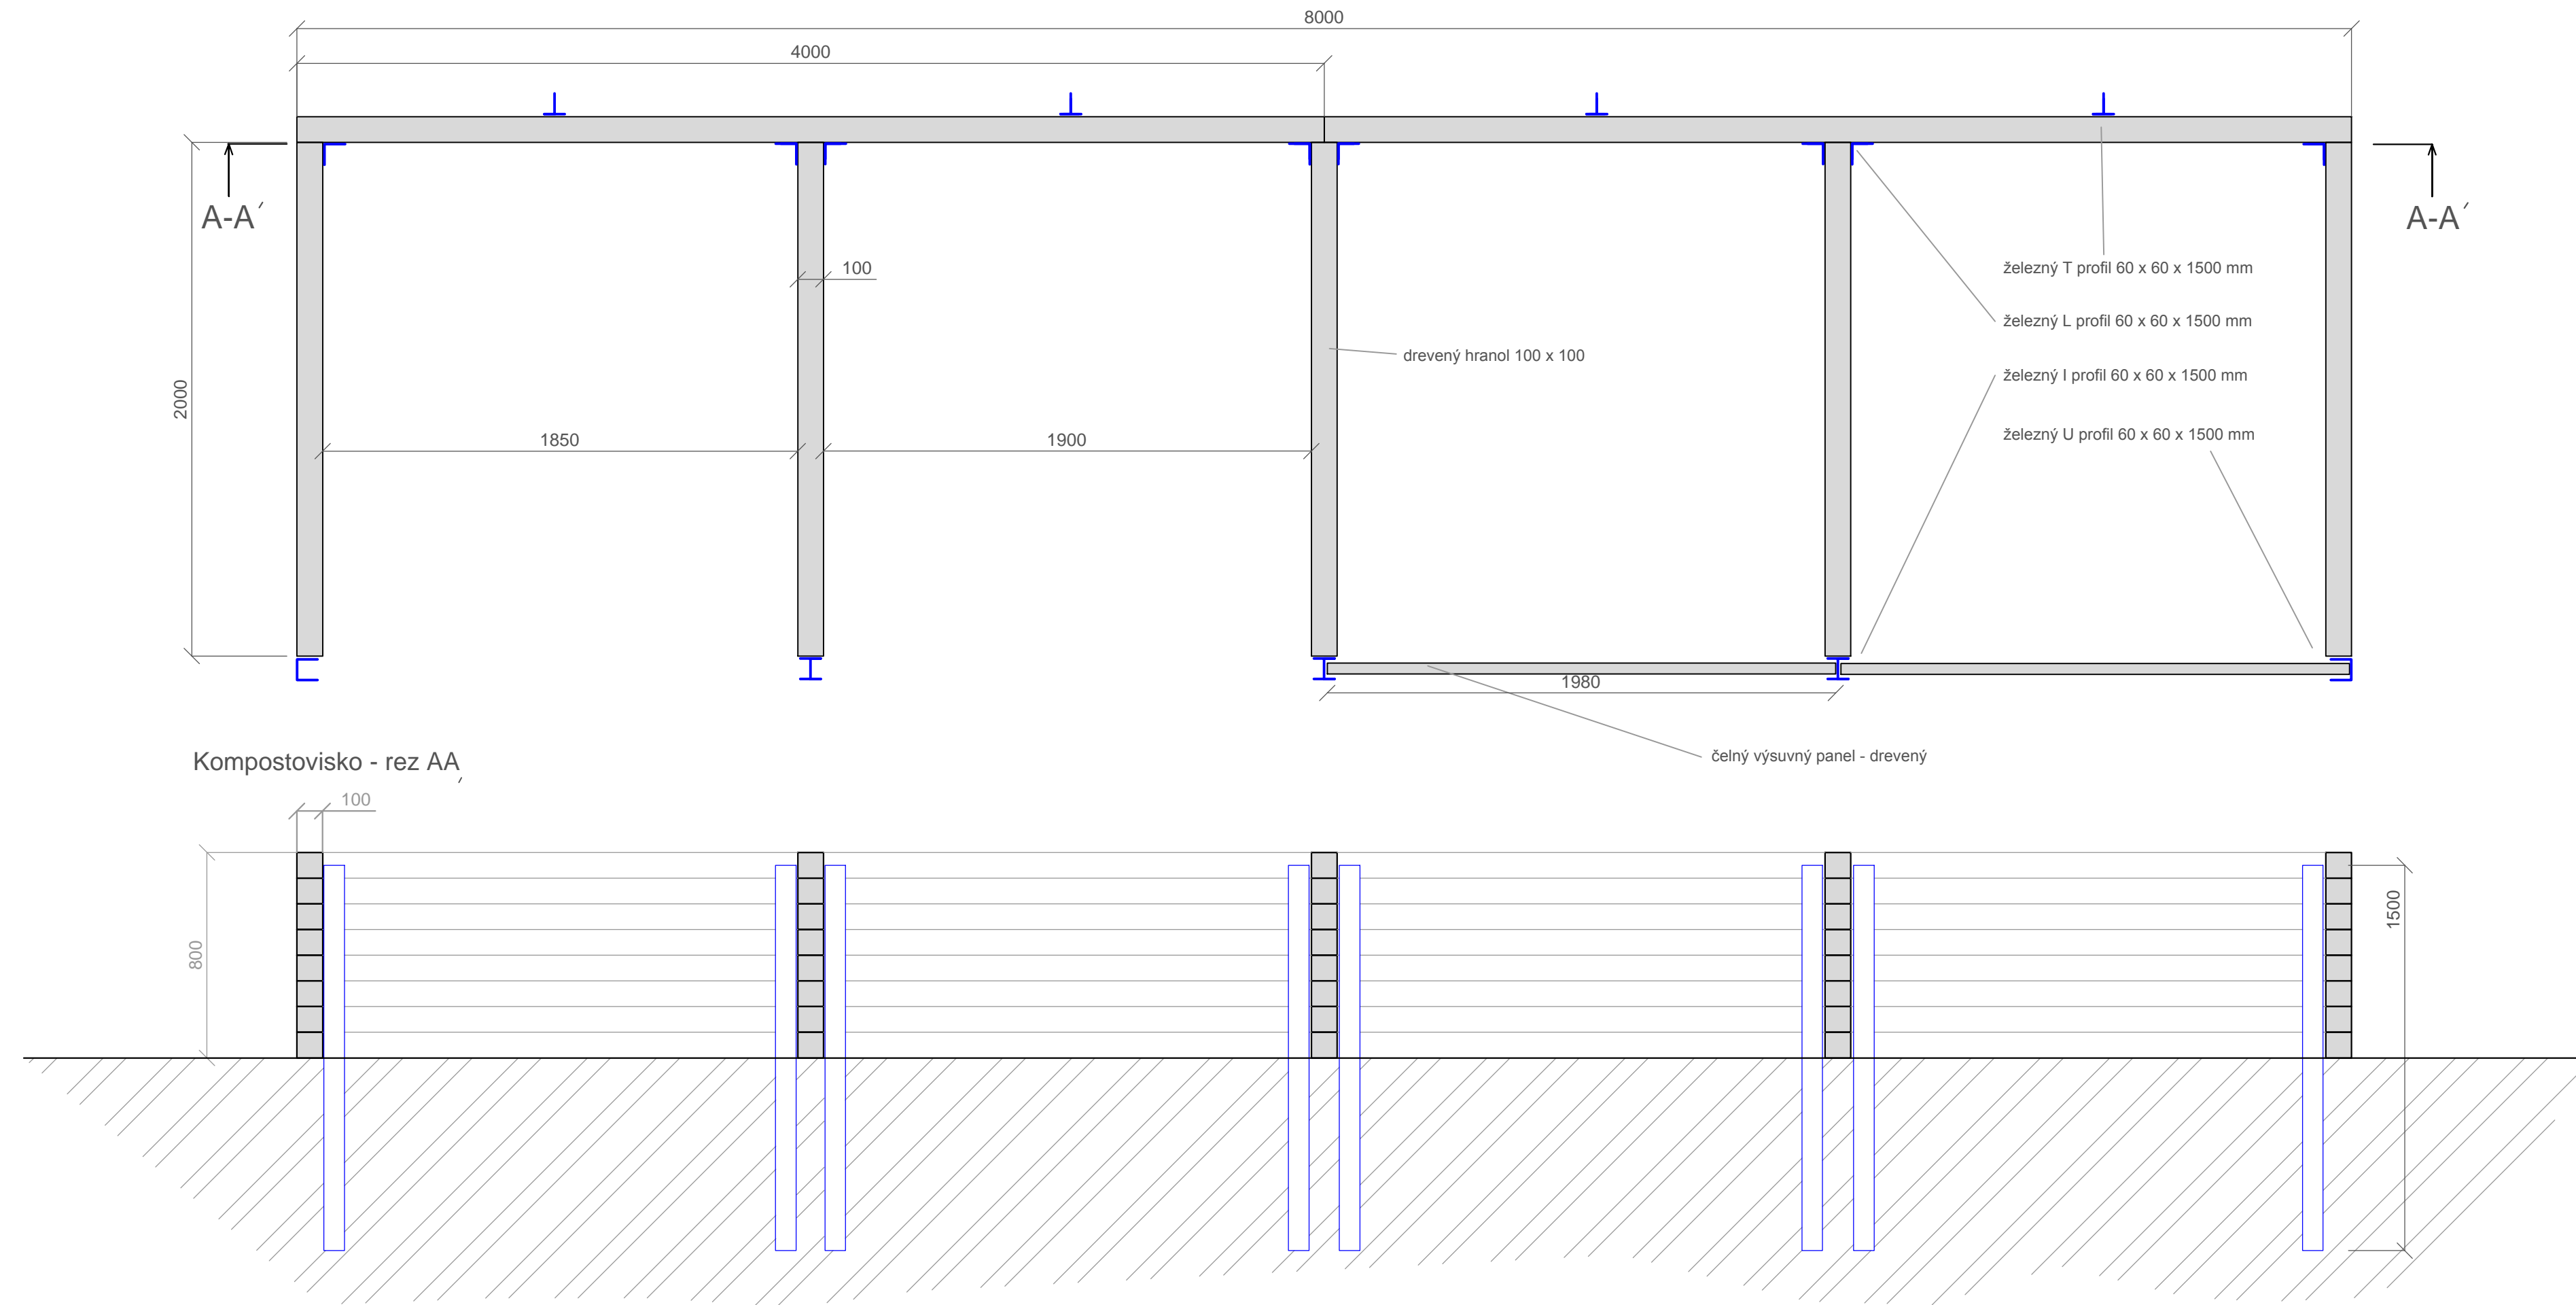 8000
4000
A-A´
A-A´
100
železný T profil 60 x 60 x 1500 mm
železný L profil 60 x 60 x 1500 mm
drevený hranol 100 x 100
železný I profil 60 x 60 x 1500 mm
2000
železný U profil 60 x 60 x 1500 mm
1850
1900
1980
čelný výsuvný panel - drevený
Kompostovisko - rez AA´
100
800
1500